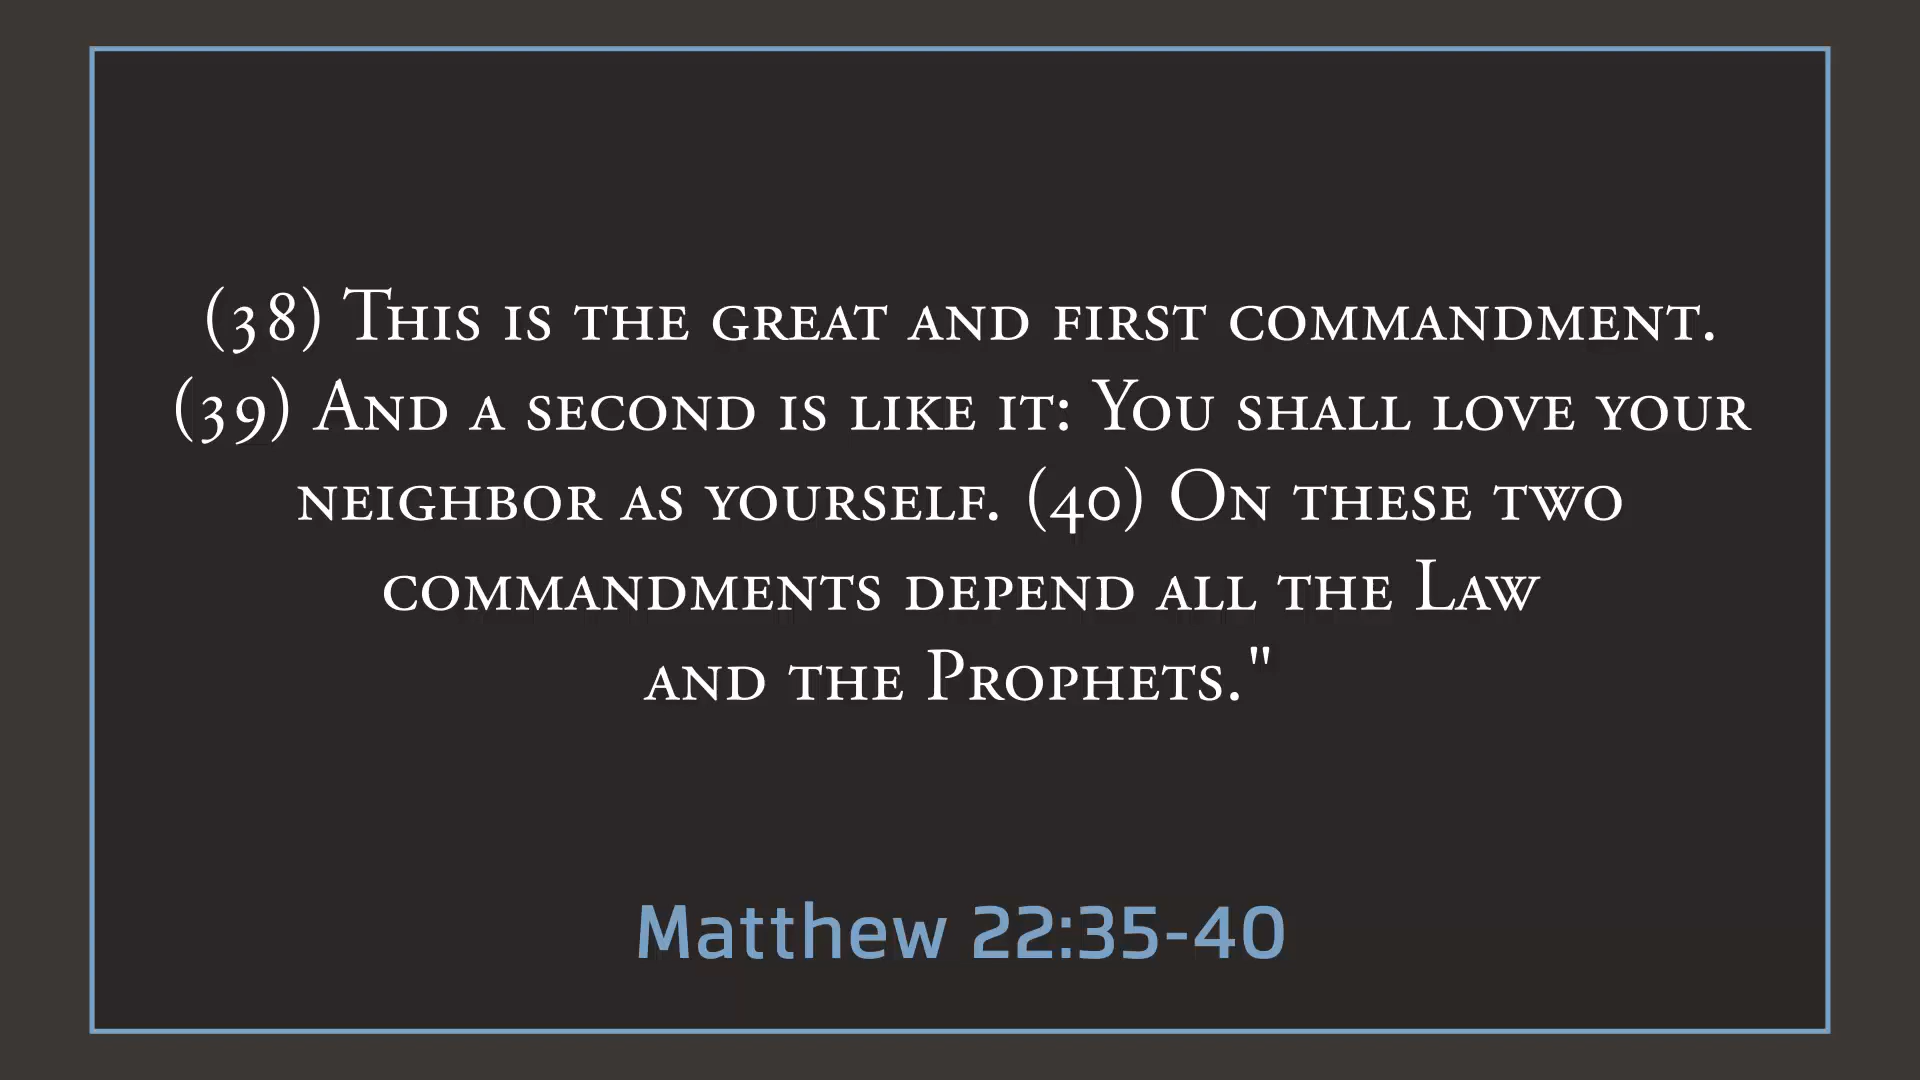 (38) This is the great and first commandment.
(39) And a second is like it: You shall love your
neighbor as yourself. (40) On these two
commandments depend all the Law
and the Prophets."
Matthew 22:35-40